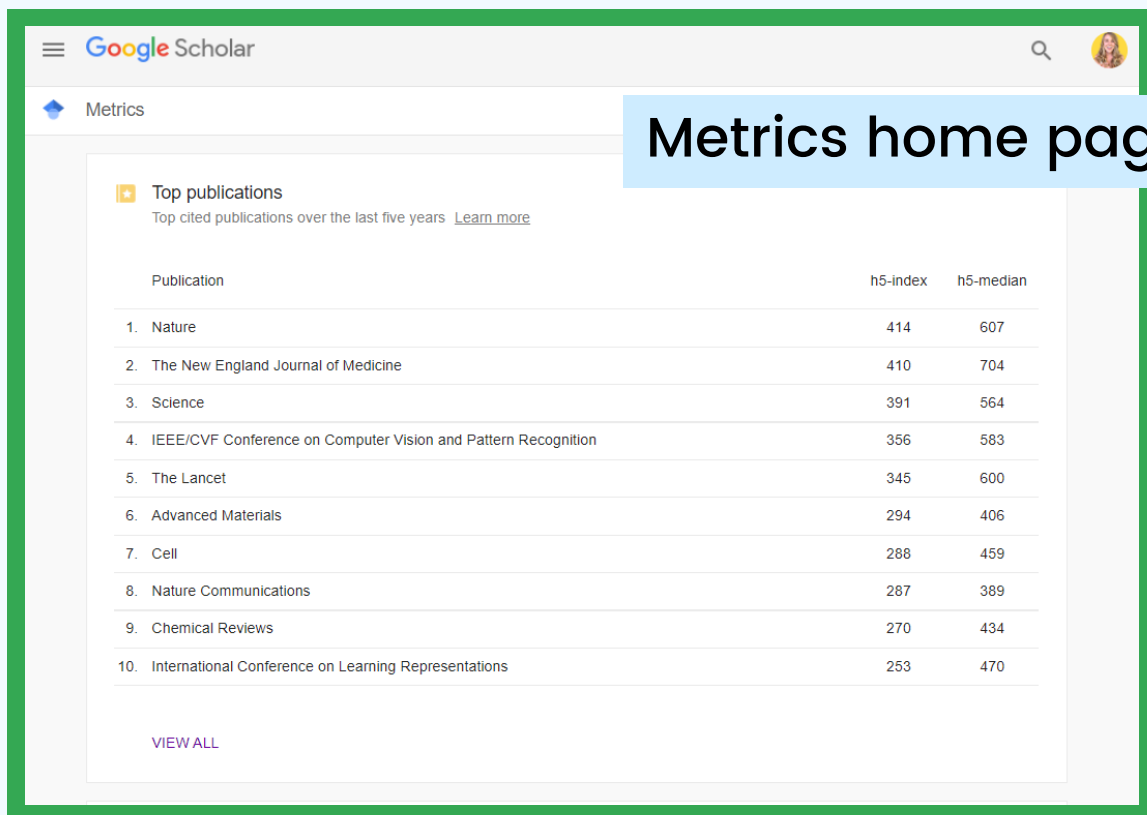 Google Scholar
Metrics
Metrics home pag
Top publications
Top cited publications over the last five years Learn more
Publication h5-index h5-median
1. Nature 414 607
2. The New England Journal of Medicine 410 704
3. Science 391 564
4. IEEE/CVF Conference on Computer Vision and Pattern Recognition 356 583
5. The Lancet 345 600
6. Advanced Materials 294 406
7. Cell 288 459
8. Nature Communications 287 389
9. Chemical Reviews 270 434
10. International Conference on Learning Representations 253 470
VIEW ALL